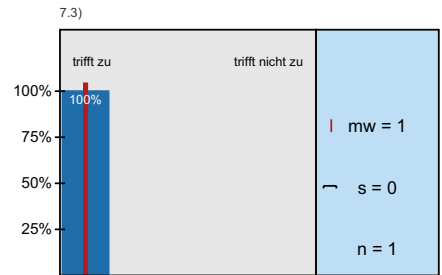 7.3)
trifft zu trifft nicht zu
100%
100%
75%
50%
25%
mw = 1
s = 0
n = 1